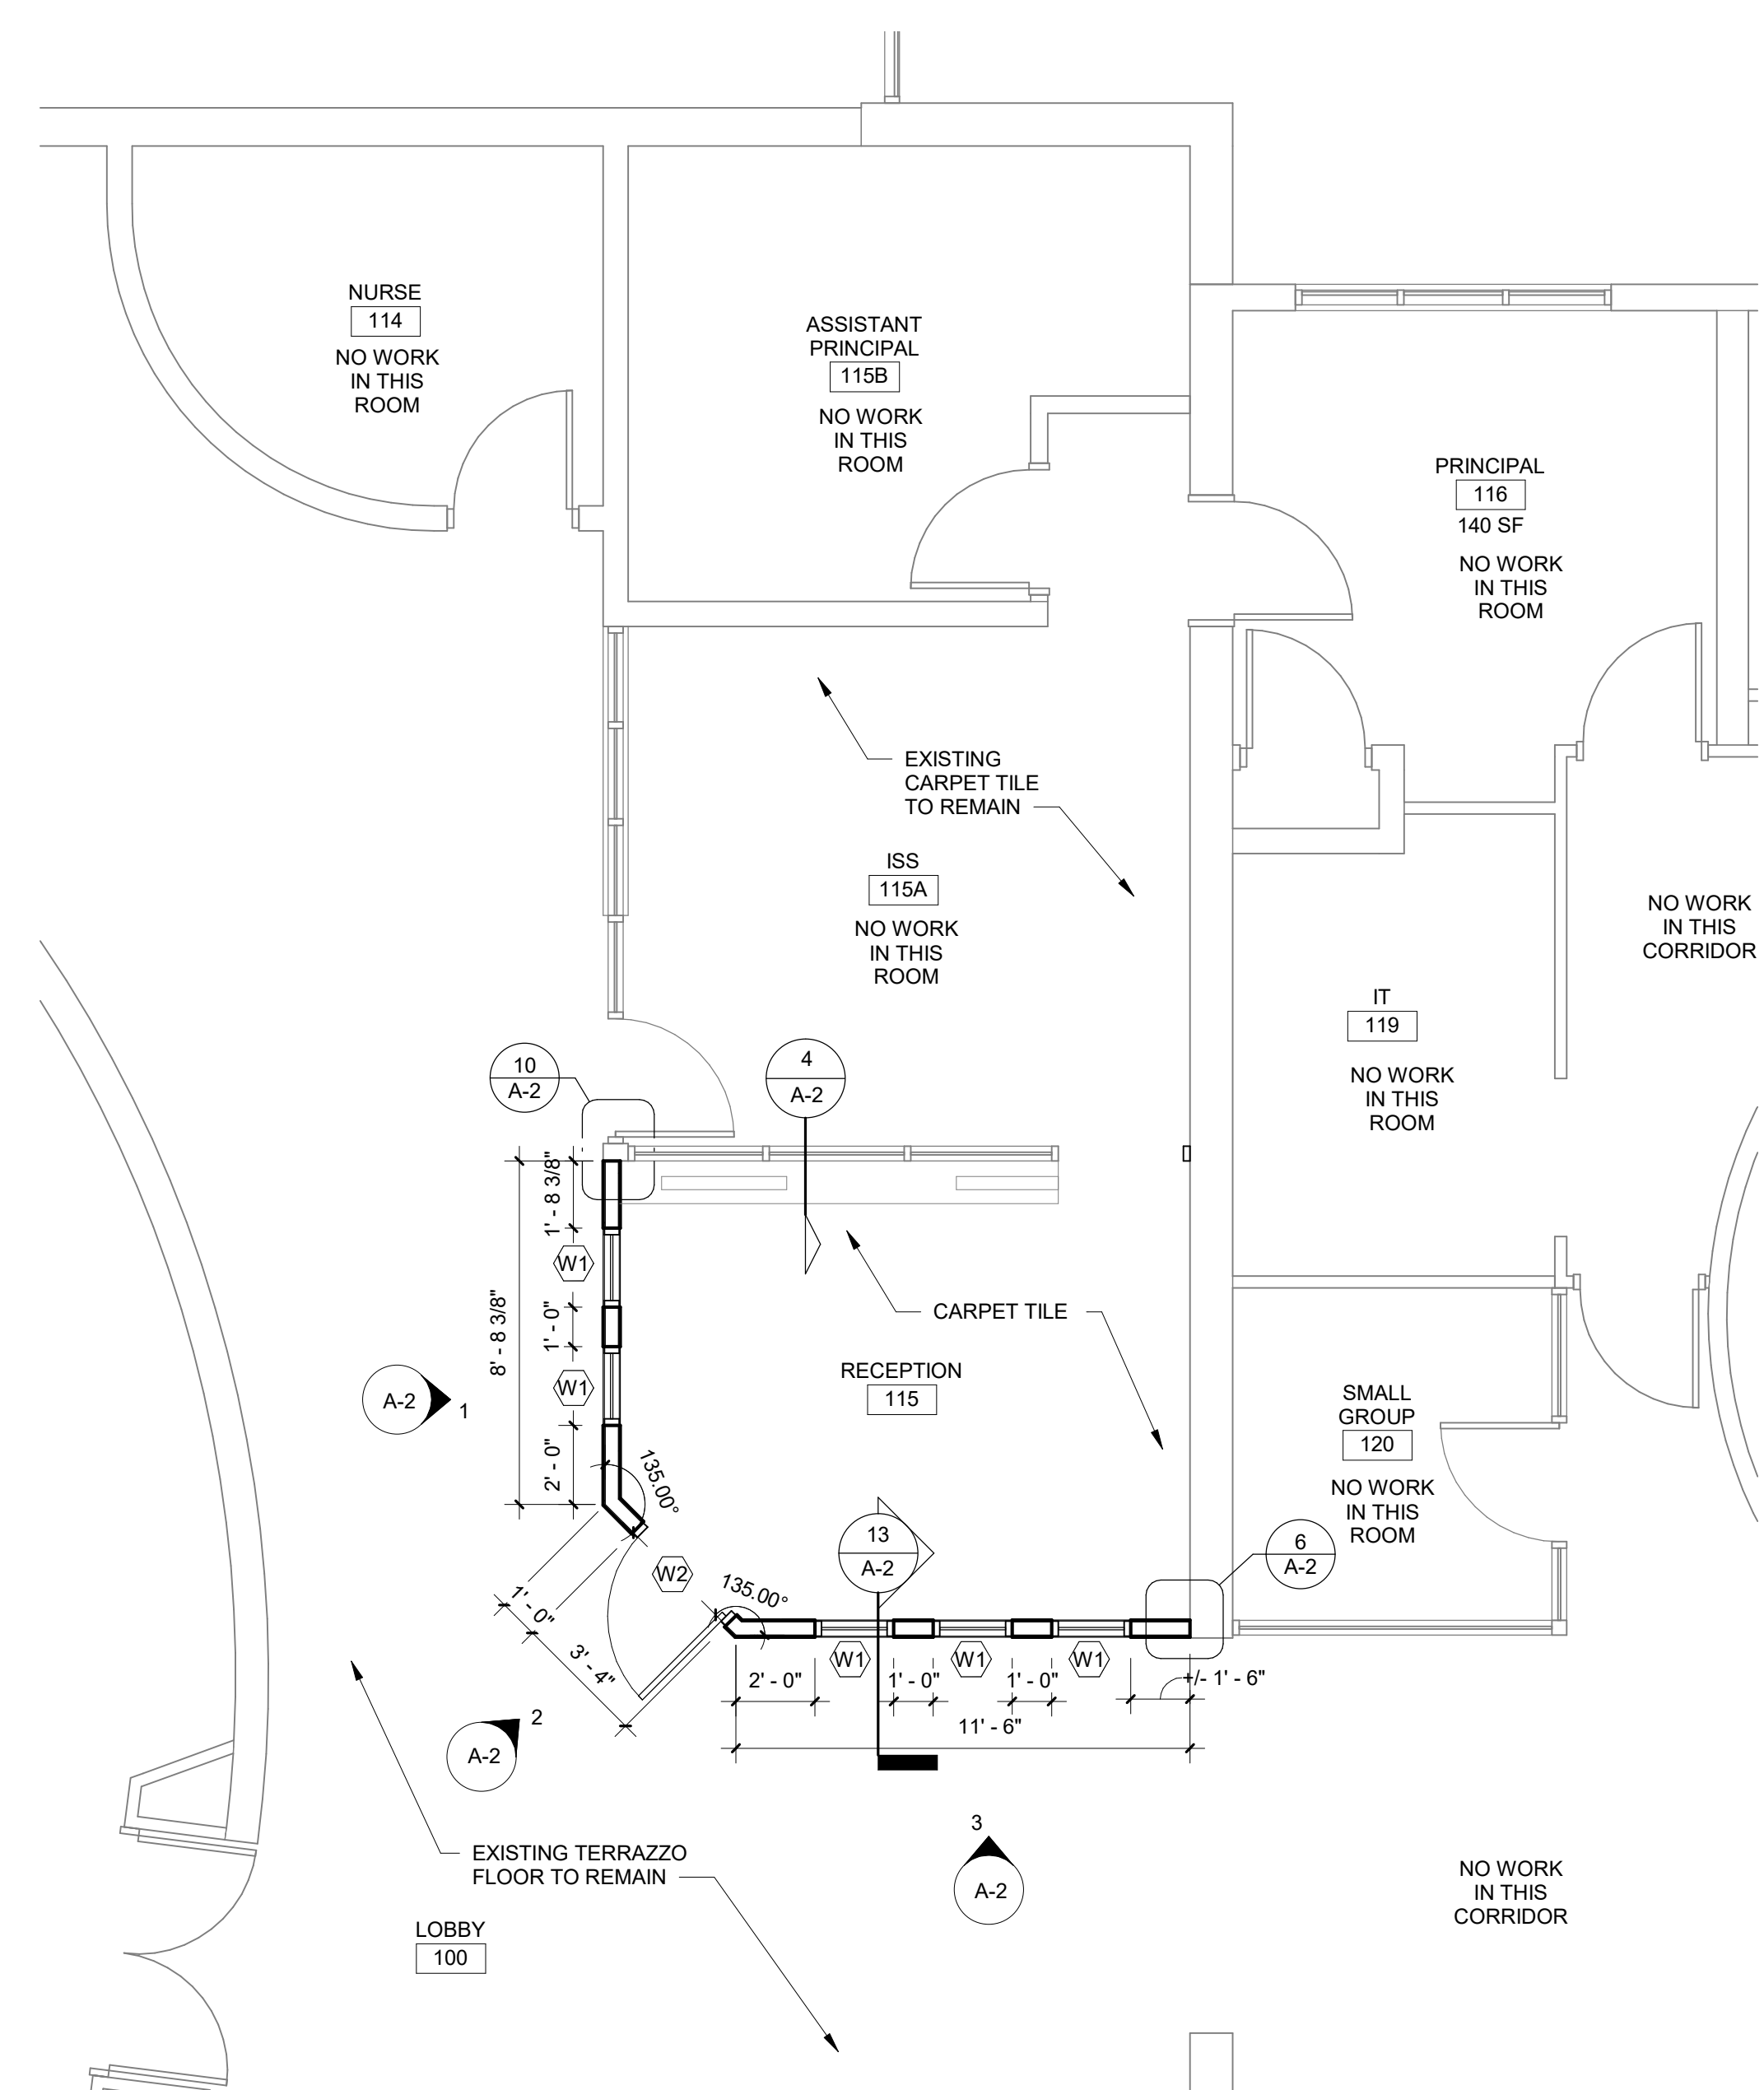 NURSE
114
NO WORK
IN THIS
ROOM
ASSISTANT
PRINCIPAL
115B
NO WORK
IN THIS
ROOM
PRINCIPAL
116
140 SF
NO WORK
IN THIS
ROOM
EXISTING
CARPET TILE
TO REMAIN
ISS
115A
NO WORK
IN THIS
ROOM
NO WORK
IN THIS
CORRIDOR
IT
119
NO WORK
IN THIS
ROOM
10
A-2
4
A-2
1' - 8 3/8"
W1
8' - 8 3/8"
1' - 0"
W1
2' - 0"
A-2
1
135.00°
CARPET TILE
RECEPTION
115
SMALL
GROUP
120
NO WORK
IN THIS
ROOM
13
A-2
6
A-2
W2
135.00°
1' - 0"
3' - 4"
W1
W1
W1
2' - 0"
1' - 0"
1' - 0"
+/- 1' - 6"
11' - 6"
2
A-2
3
A-2
EXISTING TERRAZZO
FLOOR TO REMAIN
LOBBY
100
NO WORK
IN THIS
CORRIDOR